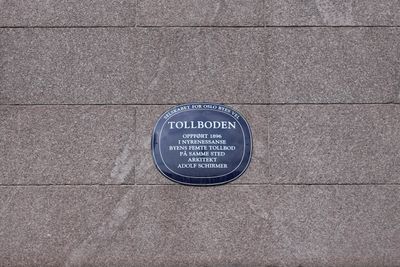 SELSKABET FOR OSLO BYES VEL
TOLLBODEN
OPPFØRT 1896
I NYRENESSANSE
BYENS FEMTE TOLLBOD
PÅ SAMME STED
ARKITEKT
ADOLF SCHIRMER